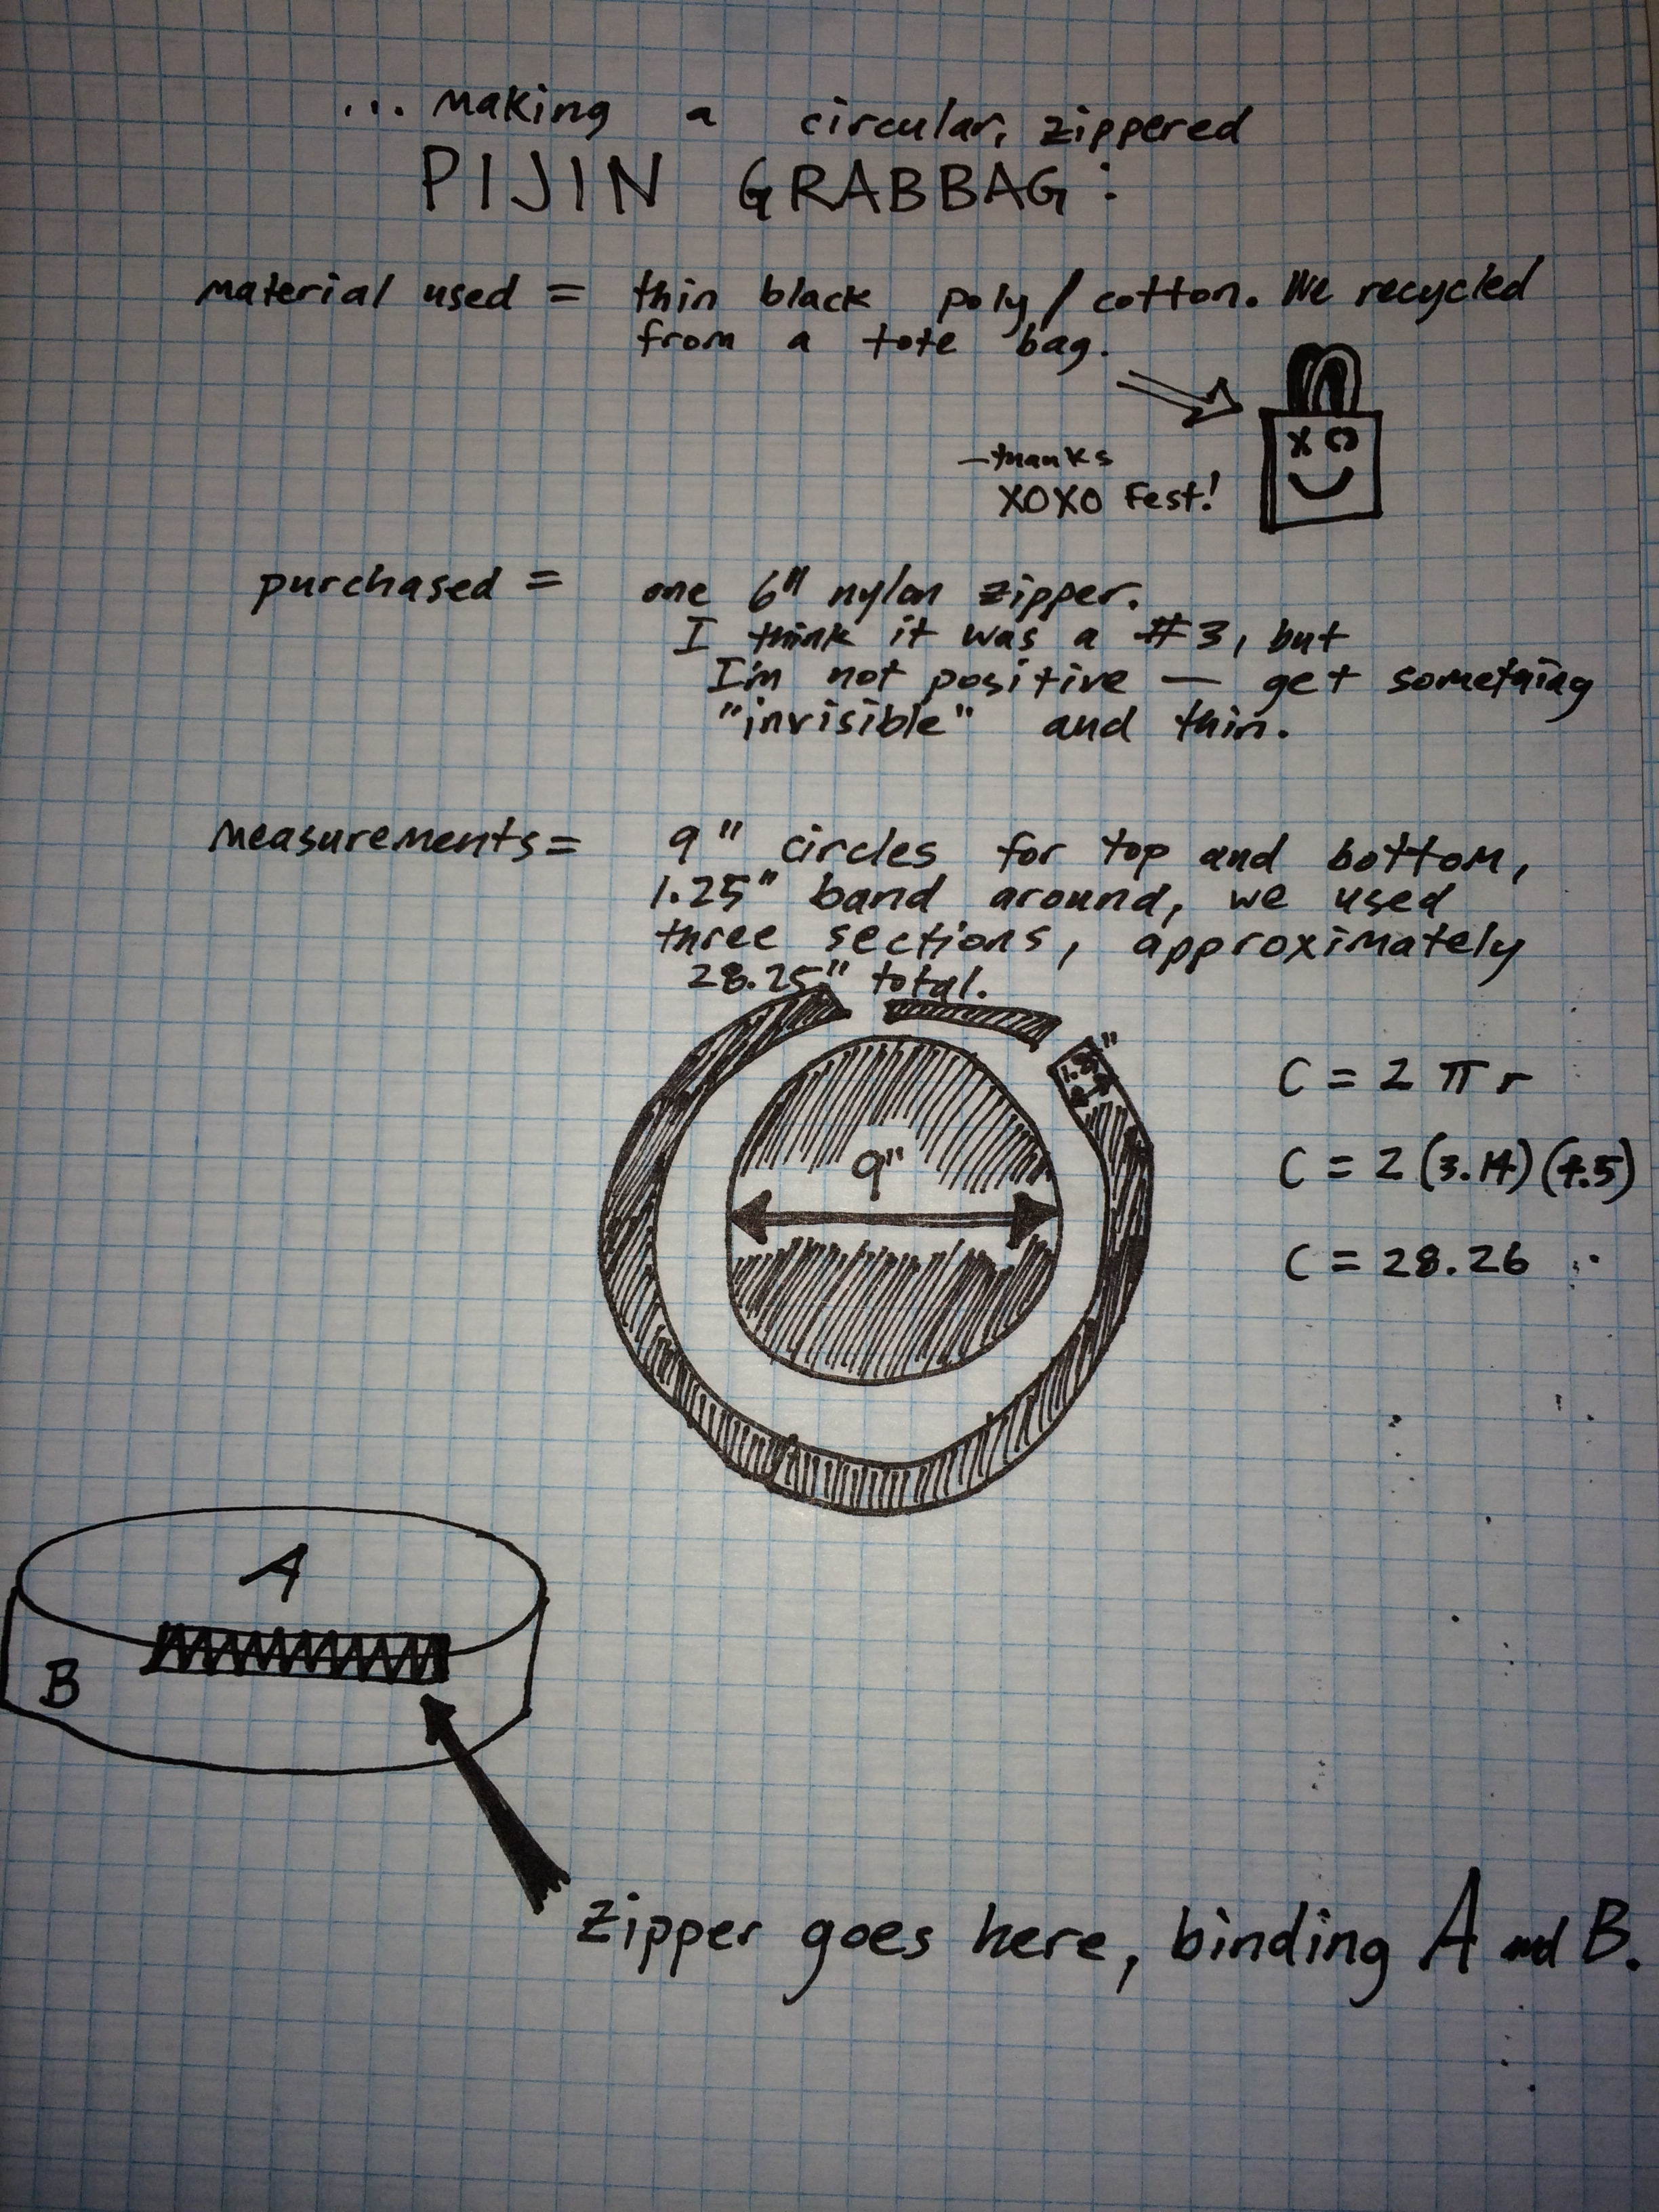 ... making a circular, zippered
PIJIN GRABBAG:
material used = thin black poly/cotton. We recycled
from a tote bag.
XO
—thanks
XOXO Fest!
purchased = one 6" nylon zipper.
I think it was a #3, but
I'm not positive — get something
"invisible" and thin.
measurements = 9" circles for top and bottom,
1.25" band around, we used
three sections, approximately
28.25" total.
1.25"
9"
C = 2 π r
C = 2 (3.14) (4.5)
C = 28.26
A
B
zipper goes here, binding A and B.